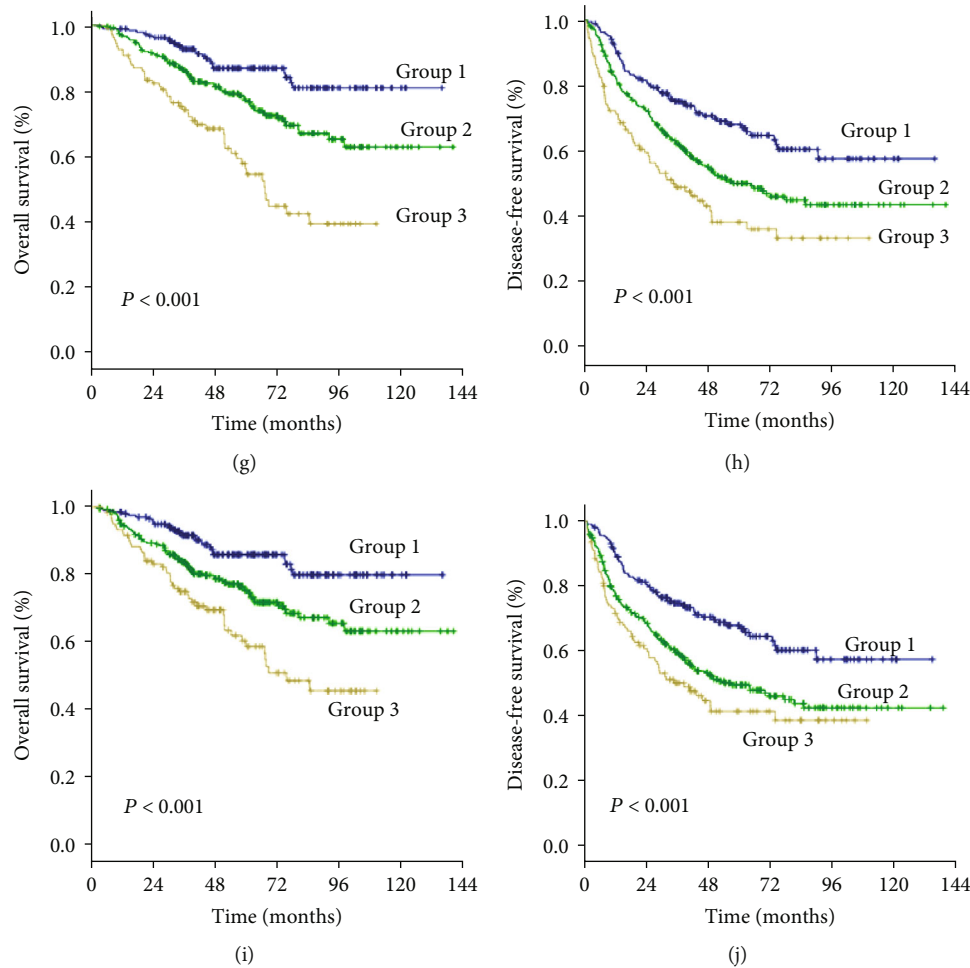 Overall survival (%)
1.0
0.8
0.6
0.4
0.2
0.0
Group 1
Group 2
Group 3
P < 0.001
0 24 48 72 96 120 144
Time (months)
(g)
Disease-free survival (%)
1.0
0.8
0.6
0.4
0.2
0.0
Group 1
Group 2
Group 3
P < 0.001
0 24 48 72 96 120 144
Time (months)
(h)
Overall survival (%)
1.0
0.8
0.6
0.4
0.2
0.0
Group 1
Group 2
Group 3
P < 0.001
0 24 48 72 96 120 144
Time (months)
(i)
Disease-free survival (%)
1.0
0.8
0.6
0.4
0.2
0.0
Group 1
Group 2
Group 3
P < 0.001
0 24 48 72 96 120 144
Time (months)
(j)